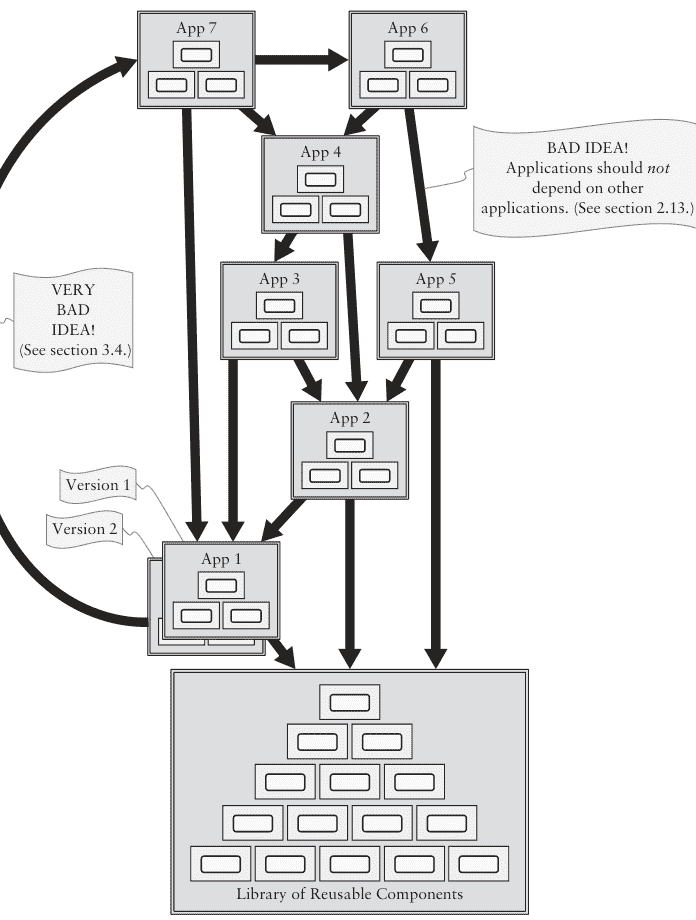 App 7
App 6
App 4
BAD IDEA!
Applications should not
depend on other
applications. (See section 2.13.)
App 3
App 5
VERY
BAD
IDEA!
(See section 3.4.)
App 2
Version 1
Version 2
App 1
Library of Reusable Components